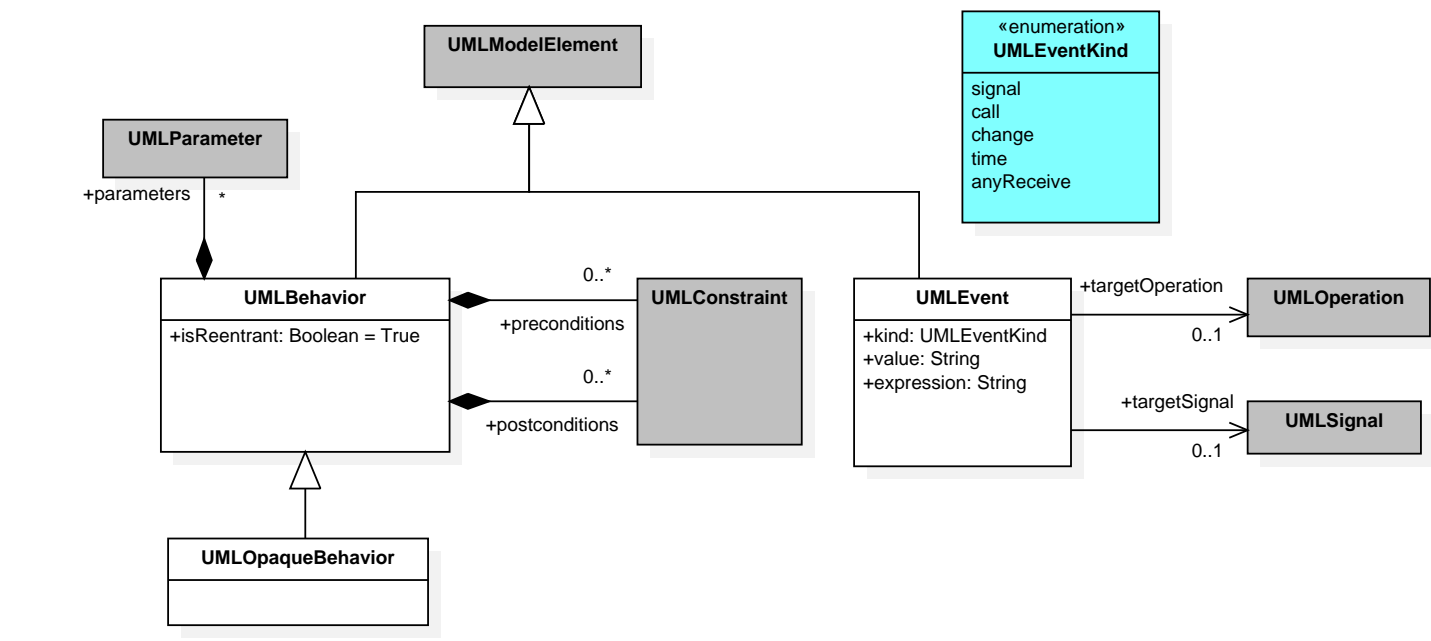 «enumeration»
UMLEventKind
signal
call
change
time
anyReceive
UMLModelElement
UMLParameter
+parameters
*
UMLBehavior
+isReentrant: Boolean = True
0..*
+preconditions
0..*
+postconditions
UMLConstraint
UMLEvent
+kind: UMLEventKind
+value: String
+expression: String
+targetOperation
0..1
UMLOperation
+targetSignal
0..1
UMLSignal
UMLOpaqueBehavior